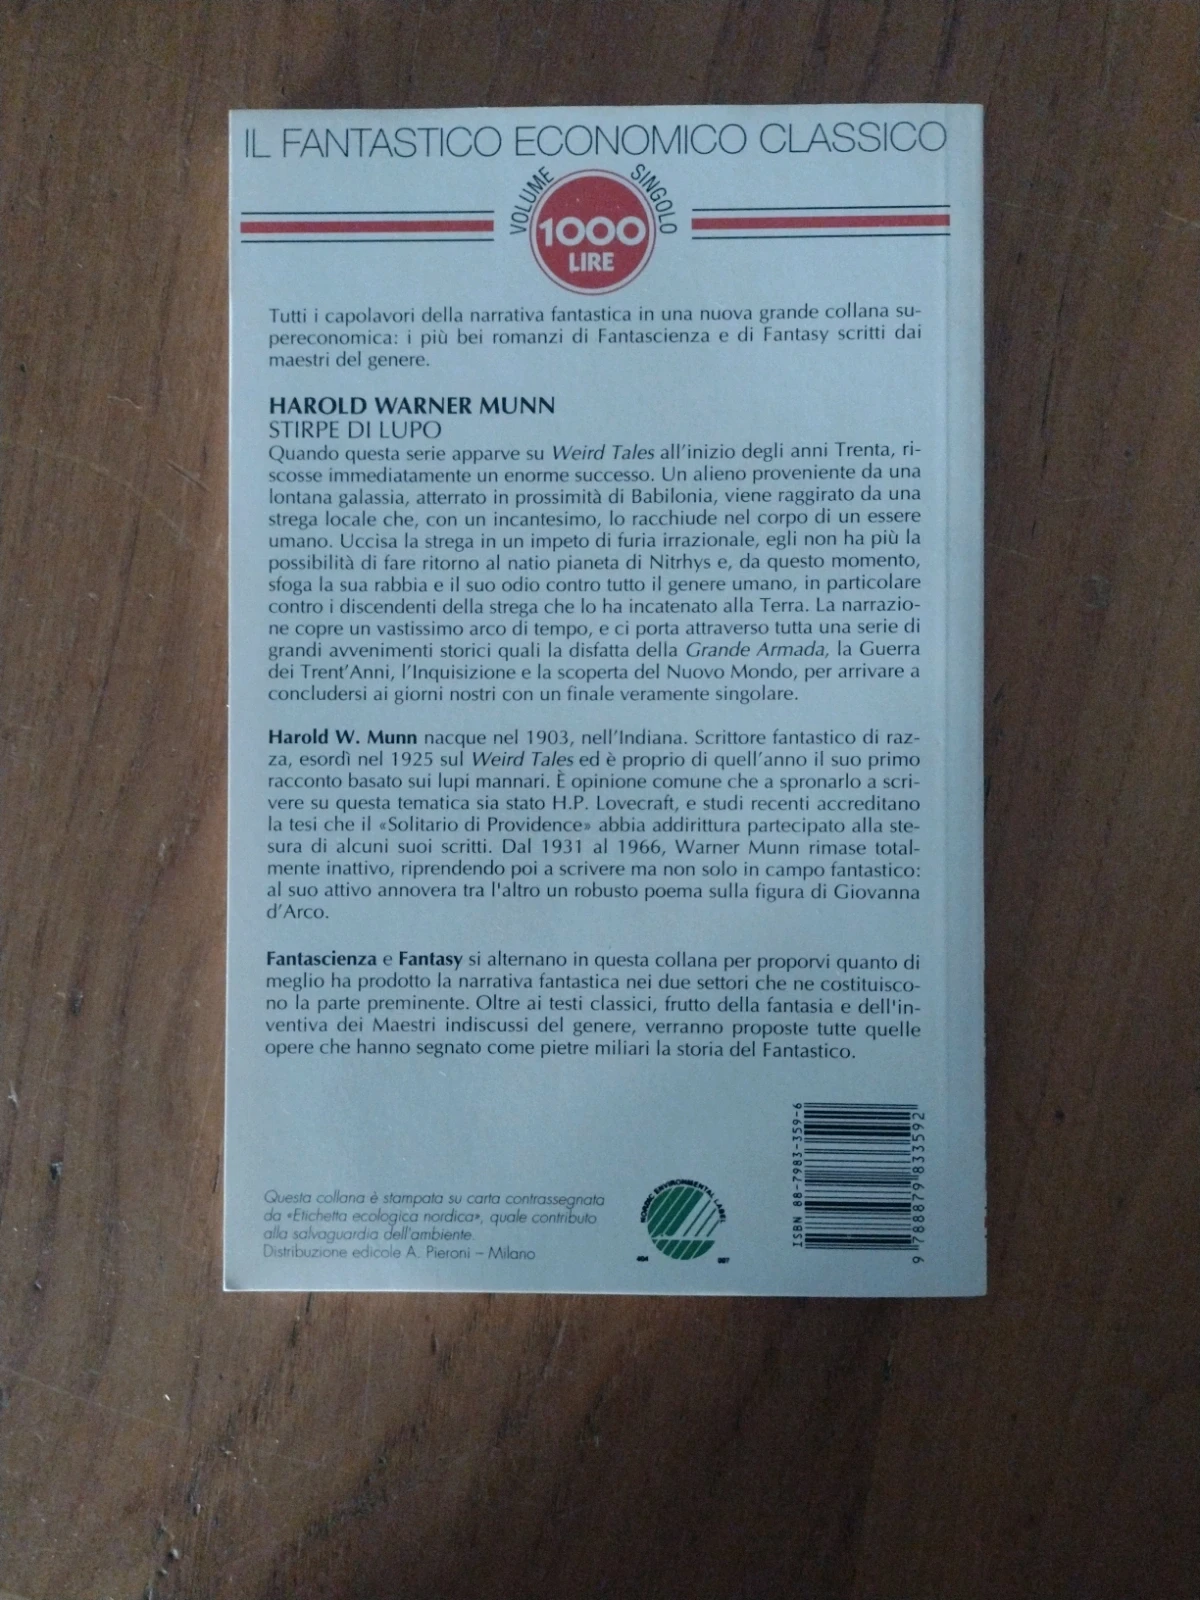 IL FANTASTICO ECONOMICO CLASSICO
VOLUME SINGOLO
1000
LIRE
Tutti i capolavori della narrativa fantastica in una nuova grande collana su-
pereconomica: i più bei romanzi di Fantascienza e di Fantasy scritti dai
maestri del genere.
HAROLD WARNER MUNN
STIRPE DI LUPO
Quando questa serie apparve su Weird Tales all'inizio degli anni Trenta, ri-
scosse immediatamente un enorme successo. Un alieno proveniente da una
lontana galassia, atterrato in prossimità di Babilonia, viene raggirato da una
strega locale che, con un incantesimo, lo racchiude nel corpo di un essere
umano. Uccisa la strega in un impeto di furia irrazionale, egli non ha più la
possibilità di fare ritorno al natio pianeta di Nitrhys e, da questo momento,
sfoga la sua rabbia e il suo odio contro tutto il genere umano, in particolare
contro i discendenti della strega che lo ha incatenato alla Terra. La narrazio-
ne copre un vastissimo arco di tempo, e ci porta attraverso tutta una serie di
grandi avvenimenti storici quali la disfatta della Grande Armada, la Guerra
dei Trent'Anni, l'Inquisizione e la scoperta del Nuovo Mondo, per arrivare a
concludersi ai giorni nostri con un finale veramente singolare.
Harold W. Munn nacque nel 1903, nell'Indiana. Scrittore fantastico di raz-
za, esordì nel 1925 sul Weird Tales ed è proprio di quell'anno il suo primo
racconto basato sui lupi mannari. È opinione comune che a spronarlo a scri-
vere su questa tematica sia stato H.P. Lovecraft, e studi recenti accreditano
la tesi che il «Solitario di Providence» abbia addirittura partecipato alla ste-
sura di alcuni suoi scritti. Dal 1931 al 1966, Warner Munn rimase total-
mente inattivo, riprendendo poi a scrivere ma non solo in campo fantastico:
al suo attivo annovera tra l'altro un robusto poema sulla figura di Giovanna
d'Arco.
Fantascienza e Fantasy si alternano in questa collana per proporvi quanto di
meglio ha prodotto la narrativa fantastica nei due settori che ne costituisco-
no la parte preminente. Oltre ai testi classici, frutto della fantasia e dell'in-
ventiva dei Maestri indiscussi del genere, verranno proposte tutte quelle
opere che hanno segnato come pietre miliari la storia del Fantastico.
Questa collana è stampata su carta contrassegnata
da «Etichetta ecologica nordica», quale contributo
alla salvaguardia dell'ambiente.
Distribuzione edicole A. Pieroni – Milano
NORDIC ENVIRONMENTAL LABEL
ISBN 88-7983-359-6
9 788879 833592